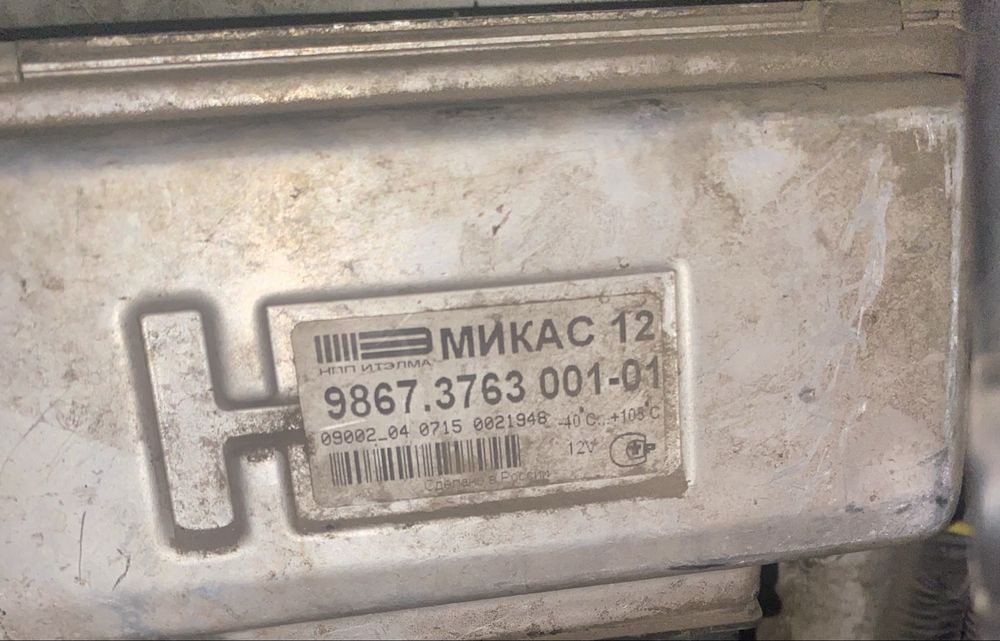 МИКАС 12
НПП ИТЭЛМА
9867.3763 001-01
09002_04 0715 0021948 -40°C...+105°C
12V
Сделано в России